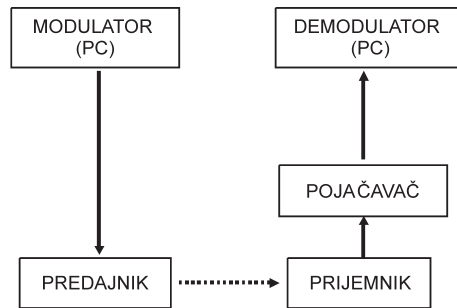 MODULATOR
(PC)
DEMODULATOR
(PC)
POJAČAVAČ
PREDAJNIK
PRIJEMNIK